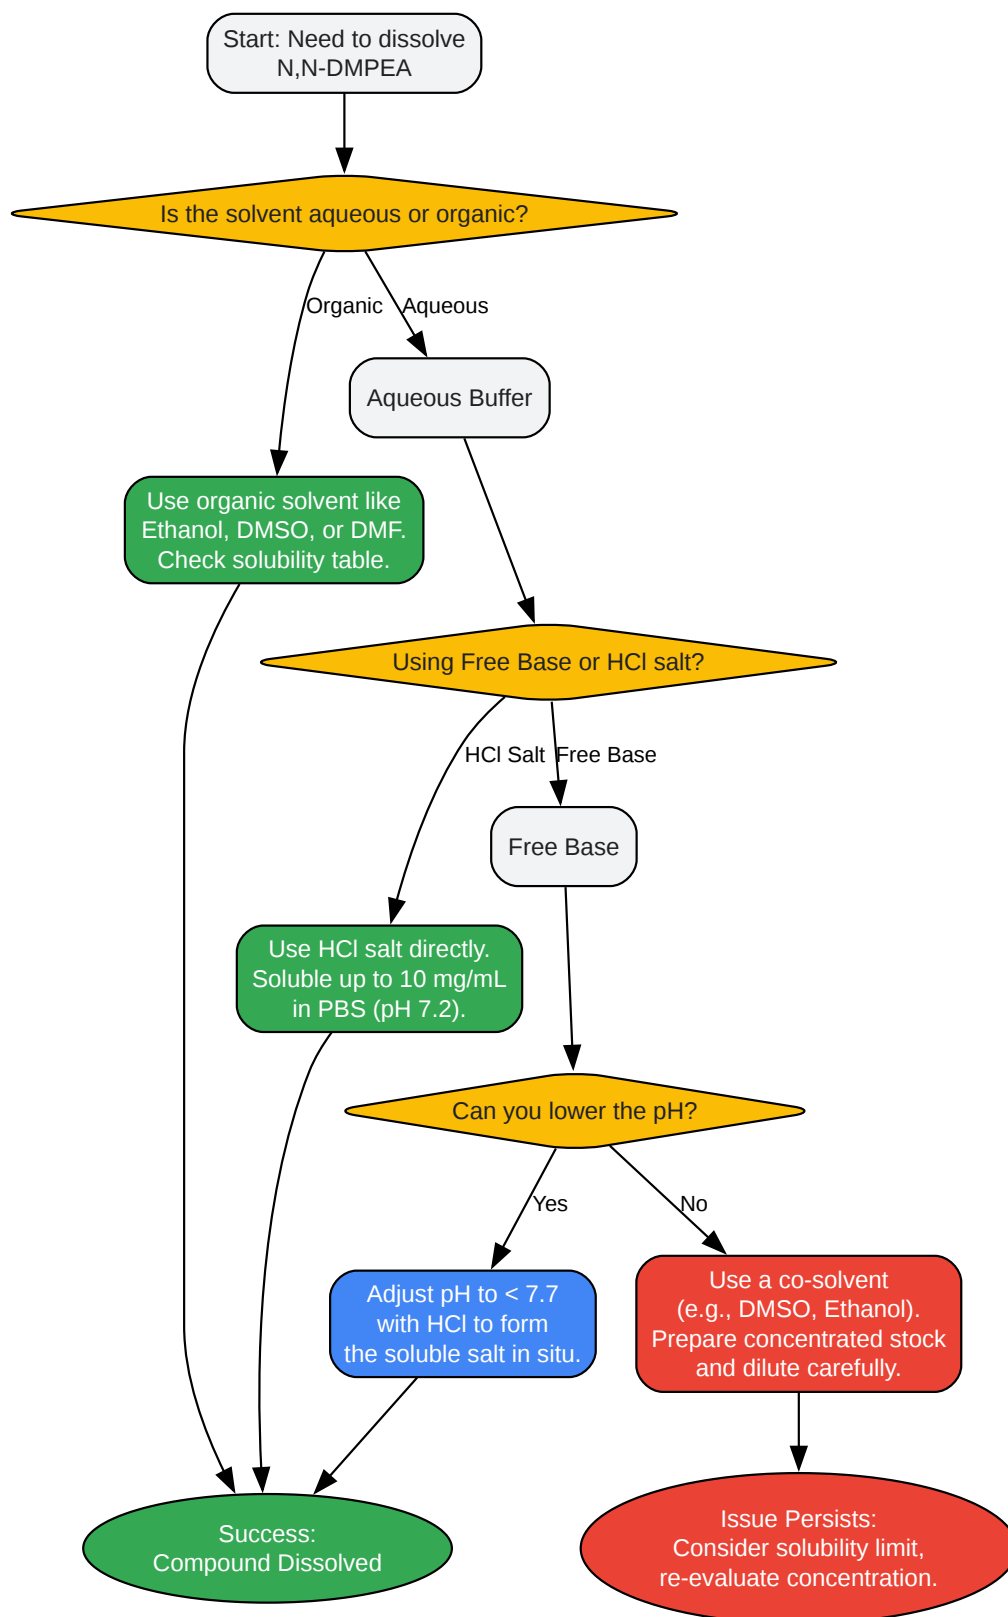 Start: Need to dissolve
N,N-DMPEA
Is the solvent aqueous or organic?
Organic
Aqueous
Aqueous Buffer
Use organic solvent like
Ethanol, DMSO, or DMF.
Check solubility table.
Using Free Base or HCl salt?
HCl Salt
Free Base
Free Base
Use HCl salt directly.
Soluble up to 10 mg/mL
in PBS (pH 7.2).
Can you lower the pH?
Yes
No
Adjust pH to < 7.7
with HCl to form
the soluble salt in situ.
Use a co-solvent
(e.g., DMSO, Ethanol).
Prepare concentrated stock
and dilute carefully.
Success:
Compound Dissolved
Issue Persists:
Consider solubility limit,
re-evaluate concentration.